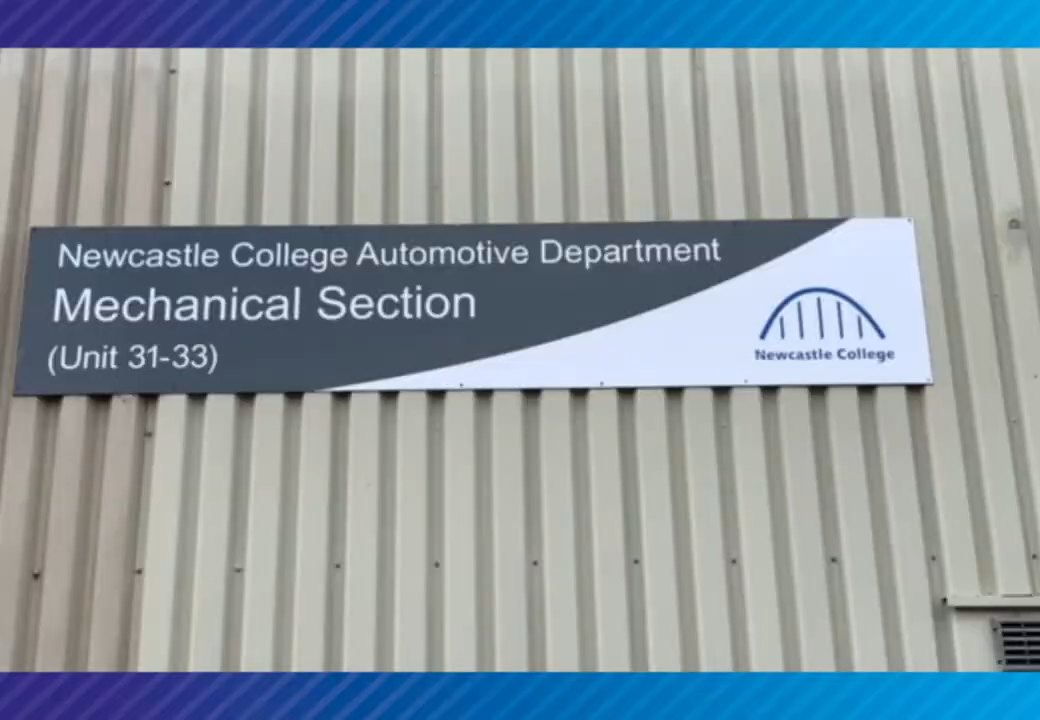 Newcastle College Automotive Department
Mechanical Section
(Unit 31-33)
Newcastle College